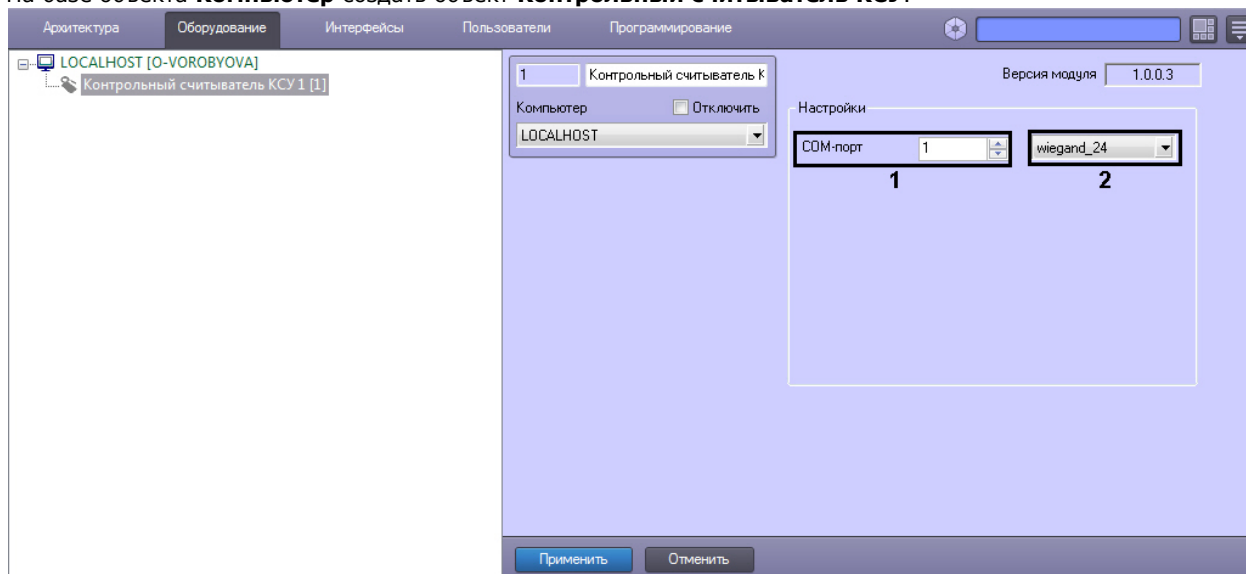 На базе объекта Компьютер создать объект Контрольный считыватель КСУ.
Архитектура Оборудование Интерфейсы Пользователи Программирование
LOCALHOST [O-VOROBYOVA]
Контрольный считыватель КСУ 1 [1]
1 Контрольный считыватель К
Компьютер Отключить
LOCALHOST
Версия модуля 1.0.0.3
Настройки
COM-порт 1 wiegand_24
1 2
Применить Отменить